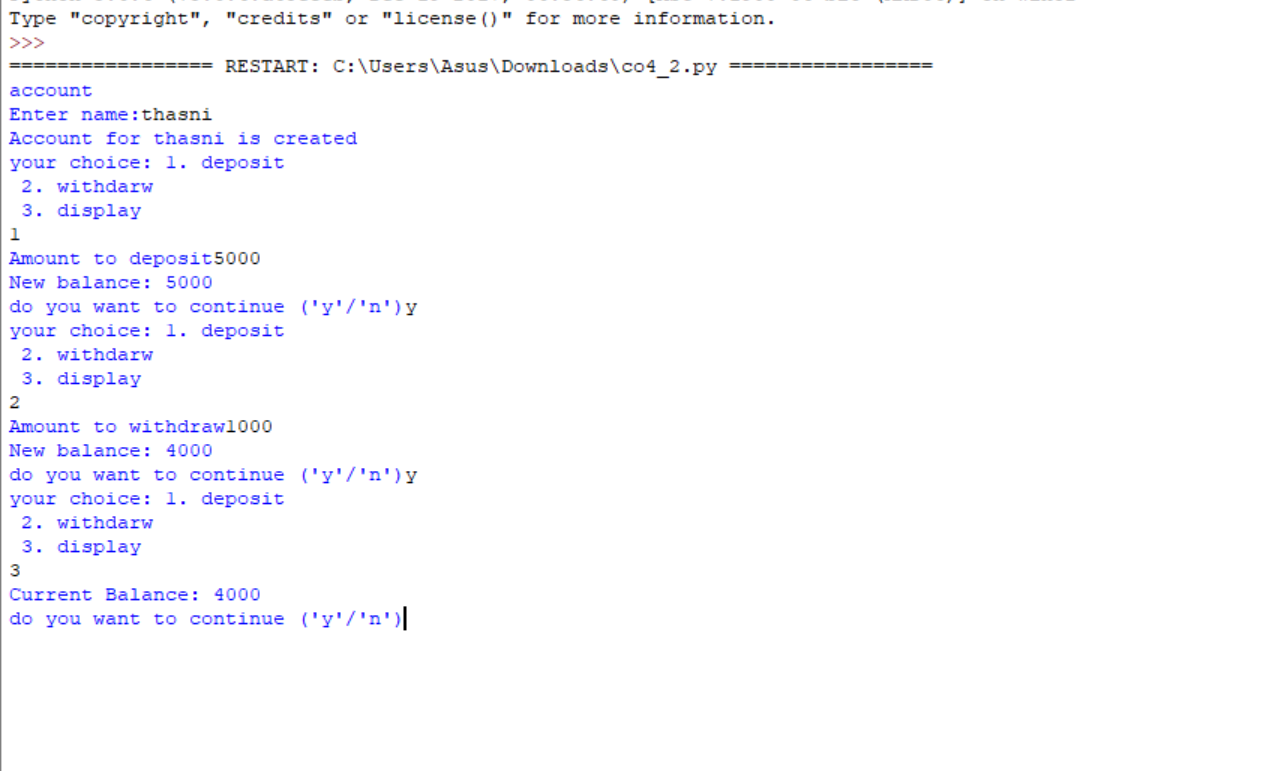 Type "copyright", "credits" or "license()" for more information.
>>>
================= RESTART: C:\Users\Asus\Downloads\co4_2.py =================
account
Enter name:thasni
Account for thasni is created
your choice: 1. deposit
 2. withdarw
 3. display
1
Amount to deposit5000
New balance: 5000
do you want to continue ('y'/'n')y
your choice: 1. deposit
 2. withdarw
 3. display
2
Amount to withdraw1000
New balance: 4000
do you want to continue ('y'/'n')y
your choice: 1. deposit
 2. withdarw
 3. display
3
Current Balance: 4000
do you want to continue ('y'/'n')